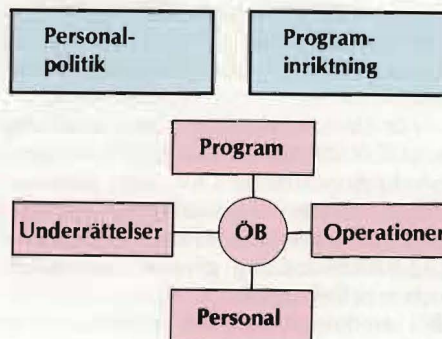 Personal-
politik
Program-
inriktning
Program
Underrättelser
ÖB
Operationer
Personal